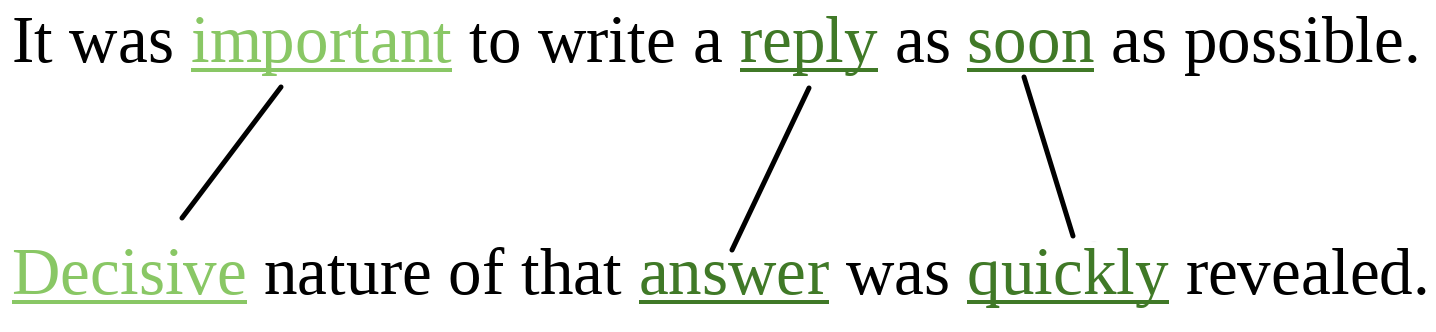 It was important to write a reply as soon as possible.
Decisive nature of that answer was quickly revealed.